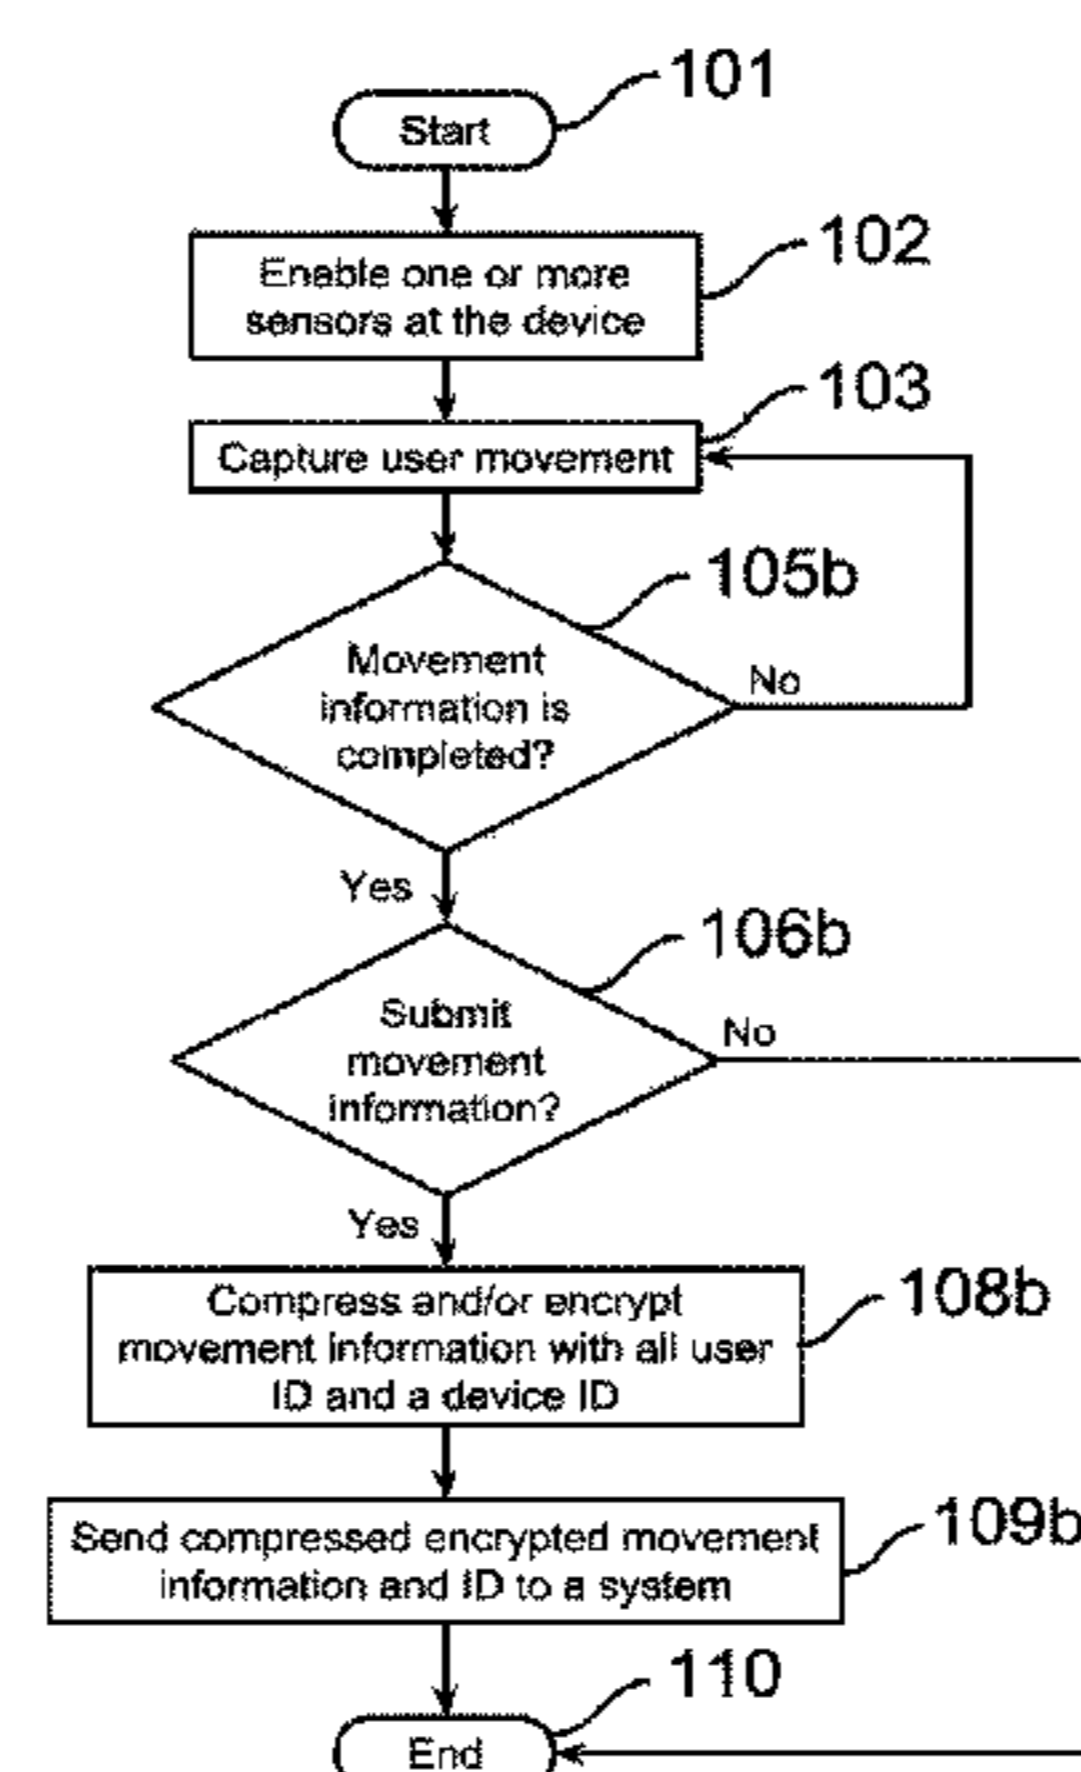 101
Start
102
Enable one or more
sensors at the device
103
Capture user movement
105b
Movement
information is
completed?
No
Yes
106b
Submit
movement
information?
No
Yes
108b
Compress and/or encrypt
movement information with all user
ID and a device ID
109b
Send compressed encrypted movement
information and ID to a system
110
End